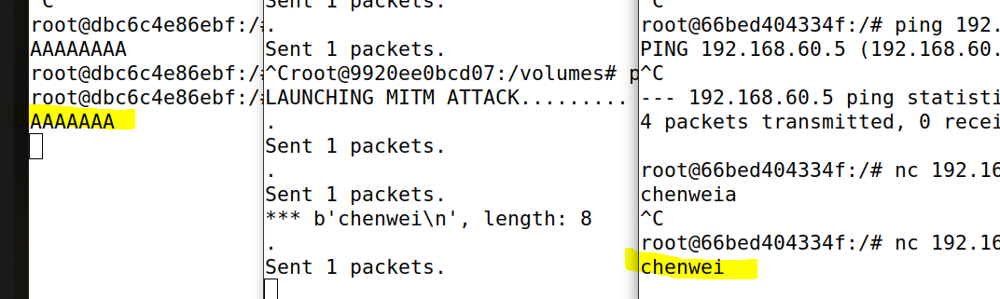 ^C
root@dbc6c4e86ebf:/#
AAAAAAAA
root@dbc6c4e86ebf:/#
root@dbc6c4e86ebf:/#
AAAAAAA
Sent 1 packets.
.
Sent 1 packets.
^Croot@9920ee0bcd07:/volumes# p
LAUNCHING MITM ATTACK.........
.
Sent 1 packets.
.
Sent 1 packets.
*** b'chenwei\n', length: 8
.
Sent 1 packets.
^C
root@66bed404334f:/# ping 192.
PING 192.168.60.5 (192.168.60.
^C
--- 192.168.60.5 ping statisti
4 packets transmitted, 0 recei
root@66bed404334f:/# nc 192.16
chenweia
^C
root@66bed404334f:/# nc 192.16
chenwei